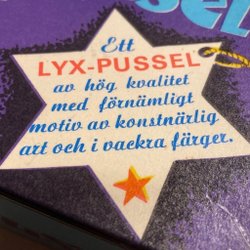 Ett
LYX-PUSSEL
av hög kvalitet
med förnämligt
motiv av konstnärlig
art och i vackra färger.